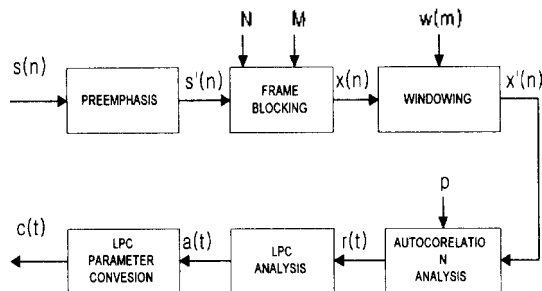 N
M
w(m)
s(n)
PREEMPHASIS
s'(n)
FRAME
BLOCKING
x(n)
WINDOWING
x'(n)
p
c(t)
LPC
PARAMETER
CONVESION
a(t)
LPC
ANALYSIS
r(t)
AUTOCORELATIO
N
ANALYSIS